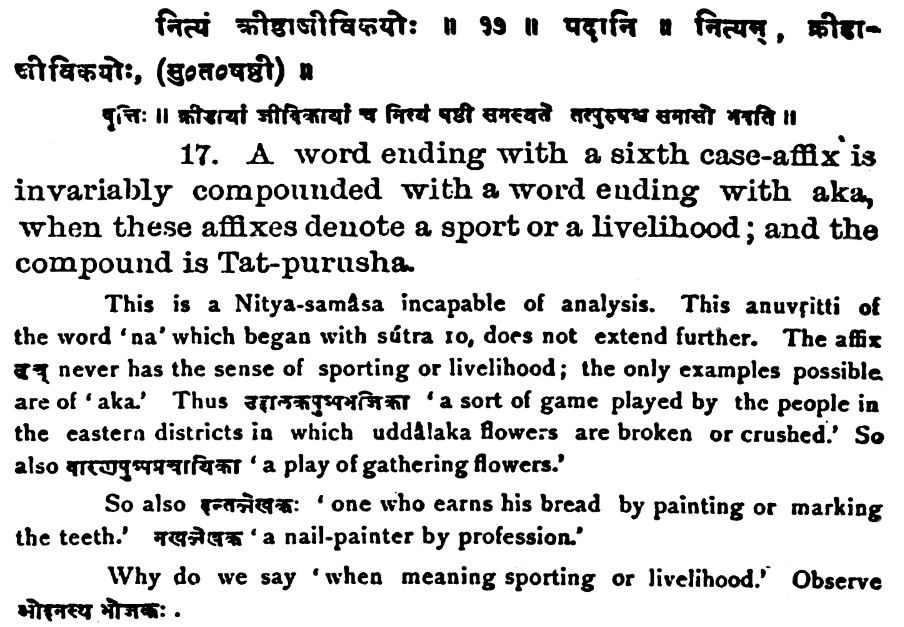 नित्यं क्रीडाजीविकयोः ॥ १७ ॥ पदानि ॥ नित्यम् , क्रीडा-
जीविकयोः, (सु०त०षष्ठी) ॥
वृत्तिः ॥ क्रीडायां जीविकायां च नित्यं षष्ठी समस्यते तत्पुरुषश्च समासो भवति ॥
17. A word ending with a sixth case-affix is
invariably compounded with a word ending with aka,
when these affixes denote a sport or a livelihood; and the
compound is Tat-purusha.
This is a Nitya-samâsa incapable of analysis. This anuvṛitti of
the word 'na' which began with sútra 10, does not extend further. The affix
तृच् never has the sense of sporting or livelihood; the only examples possible
are of 'aka.' Thus उद्दालकपुष्पभञ्जिका 'a sort of game played by the people in
the eastern districts in which uddâlaka flowers are broken or crushed.' So
also वारणपुष्पप्रचायिका 'a play of gathering flowers.'
So also दन्तलेखकः 'one who earns his bread by painting or marking
the teeth.' नखलेखक 'a nail-painter by profession.'
Why do we say 'when meaning sporting or livelihood.' Observe
ओदनस्य भोजकः .